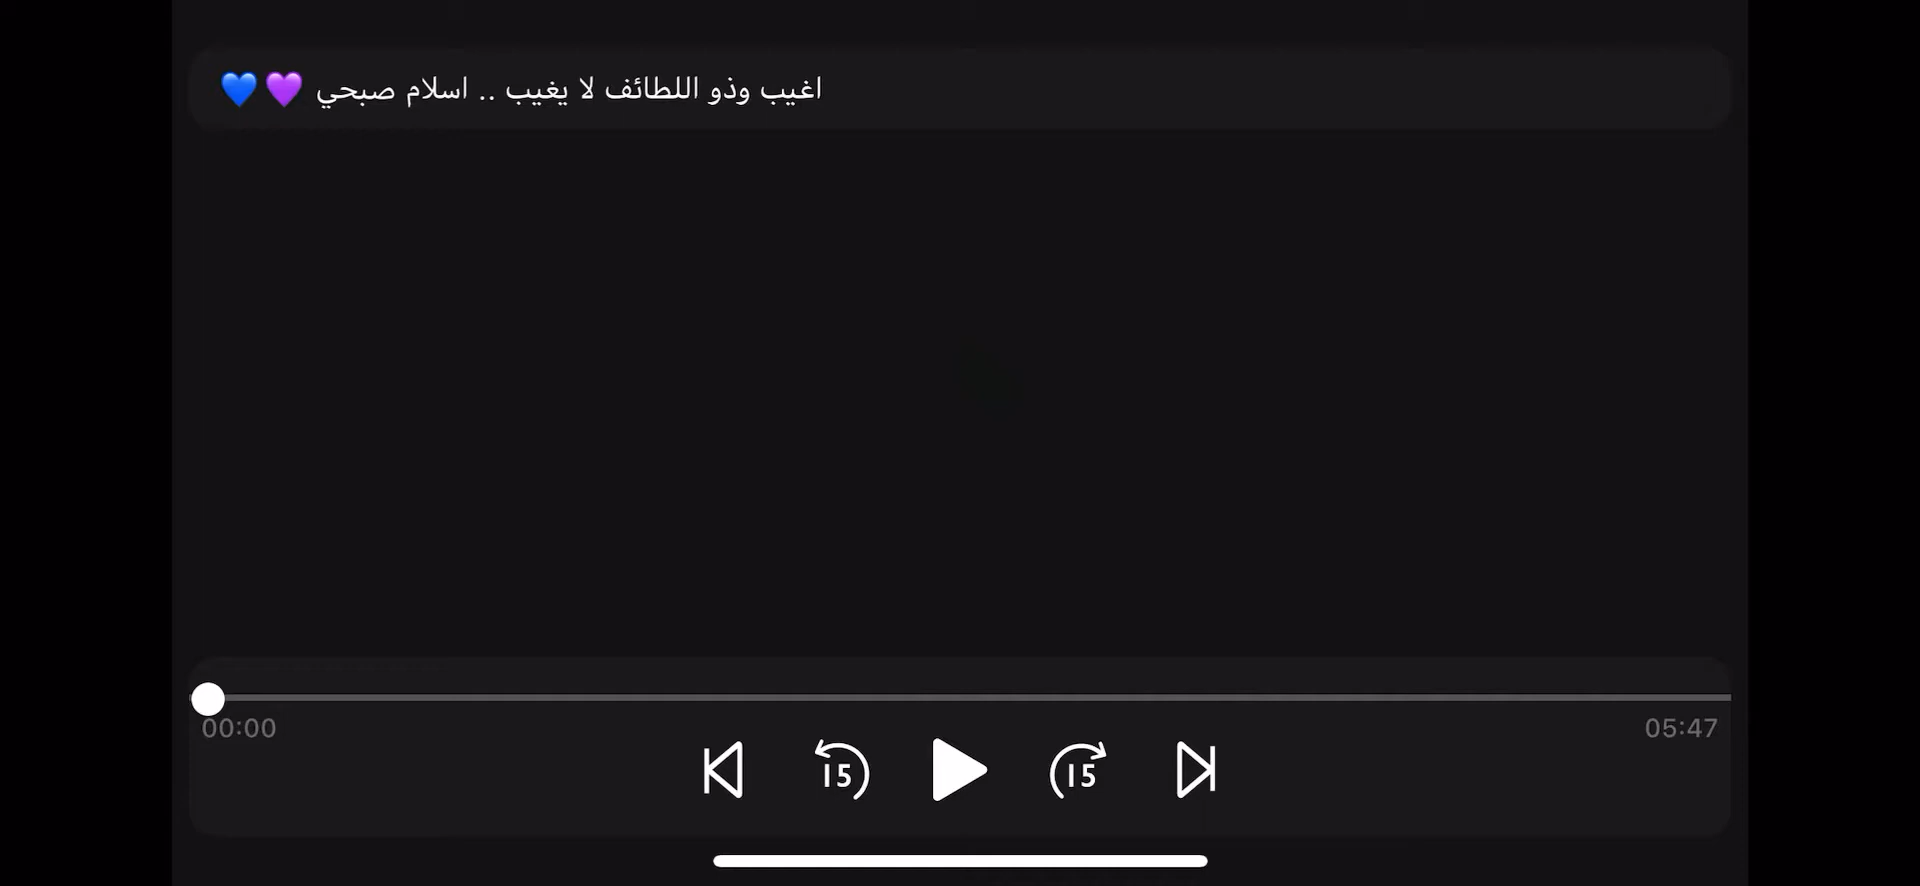 اغيب وذو اللطائف لا يغيب .. اسلام صبحي 💜💙
00:00
05:47
15
15